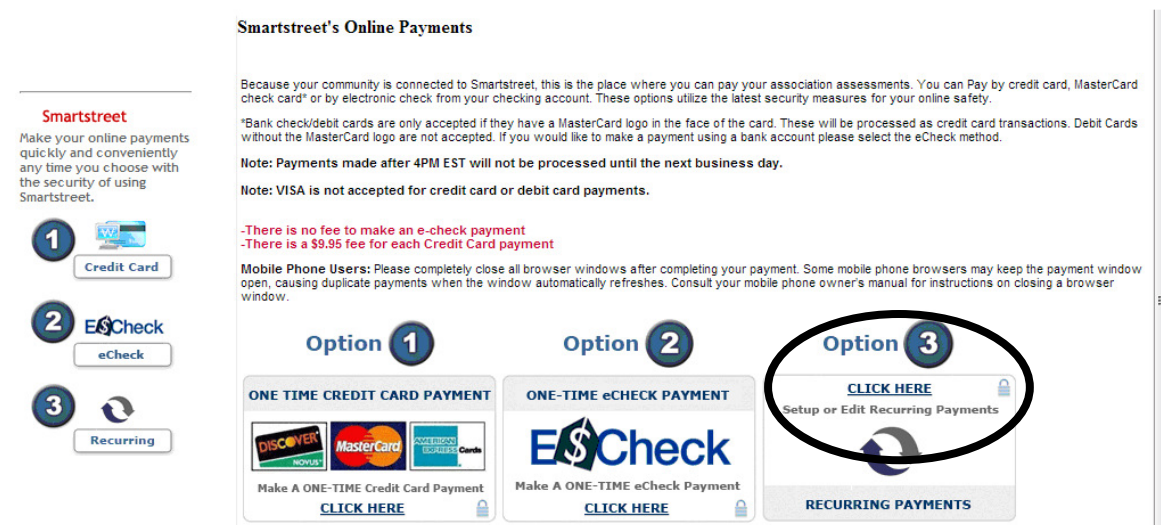 Smartstreet's Online Payments
Because your community is connected to Smartstreet, this is the place where you can pay your association assessments. You can Pay by credit card, MasterCard
check card* or by electronic check from your checking account. These options utilize the latest security measures for your online safety.
*Bank check/debit cards are only accepted if they have a MasterCard logo in the face of the card. These will be processed as credit card transactions. Debit Cards
without the MasterCard logo are not accepted. If you would like to make a payment using a bank account please select the eCheck method.
Note: Payments made after 4PM EST will not be processed until the next business day.
Note: VISA is not accepted for credit card or debit card payments.
-There is no fee to make an e-check payment
-There is a $9.95 fee for each Credit Card payment
Mobile Phone Users: Please completely close all browser windows after completing your payment. Some mobile phone browsers may keep the payment window
open, causing duplicate payments when the window automatically refreshes. Consult your mobile phone owner's manual for instructions on closing a browser
window.
Smartstreet
Make your online payments
quickly and conveniently
any time you choose with
the security of using
Smartstreet.
1
W
Credit Card
2
E$Check
eCheck
3
Recurring
Option 1
ONE TIME CREDIT CARD PAYMENT
DISCOVER
NOVUS
MasterCard
AMERICAN
EXPRESS Cards
Make A ONE-TIME Credit Card Payment
CLICK HERE
Option 2
ONE-TIME eCHECK PAYMENT
E$Check
Make A ONE-TIME eCheck Payment
CLICK HERE
Option 3
CLICK HERE
Setup or Edit Recurring Payments
RECURRING PAYMENTS